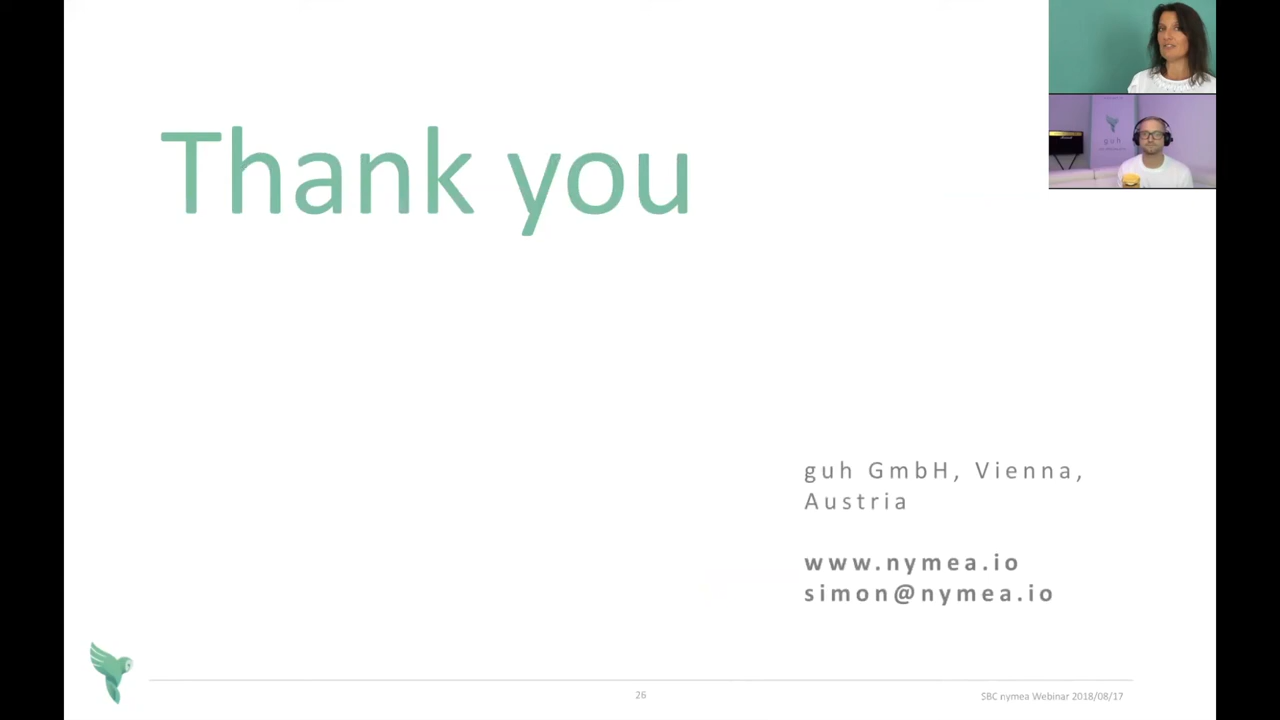 Thank you
guh GmbH, Vienna,
Austria
www.nymea.io
simon@nymea.io
26
SBC nymea Webinar 2018/08/17
guh